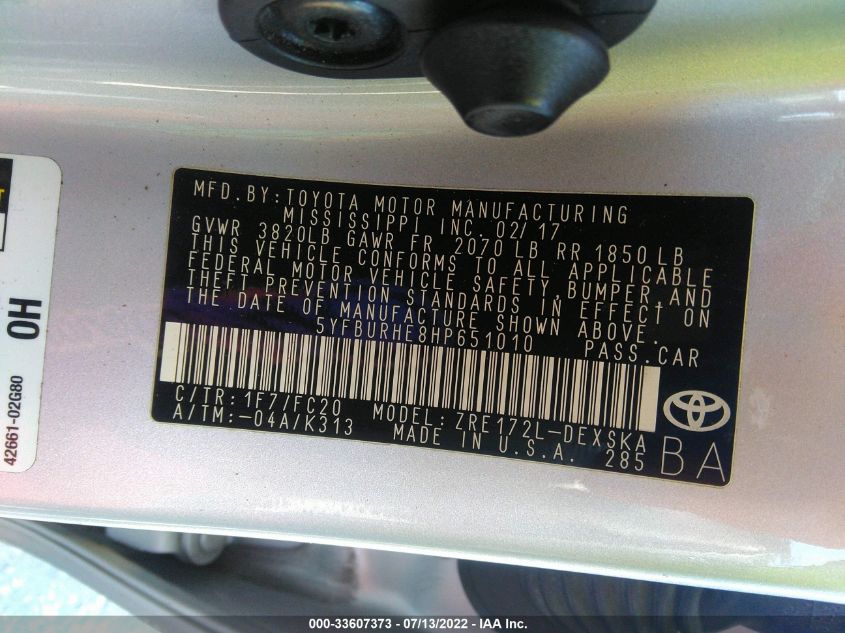 MFD. BY: TOYOTA MOTOR MANUFACTURING
MISSISSIPPI INC. 02/17
GVWR 3820LB GAWR FR 2070 LB RR 1850 LB
THIS VEHICLE CONFORMS TO ALL APPLICABLE
FEDERAL MOTOR VEHICLE SAFETY, BUMPER, AND
THEFT PREVENTION STANDARDS IN EFFECT ON
THE DATE OF MANUFACTURE SHOWN ABOVE.
5YFBURHE8HP651010 PASS. CAR
C/TR: 1F7/FC20 MODEL: ZRE172L-DEXSKA
A/TM: -04A/K313 MADE IN U.S.A. 285
BA
OH
42661-02G80
000-33607373 - 07/13/2022 - IAA Inc.